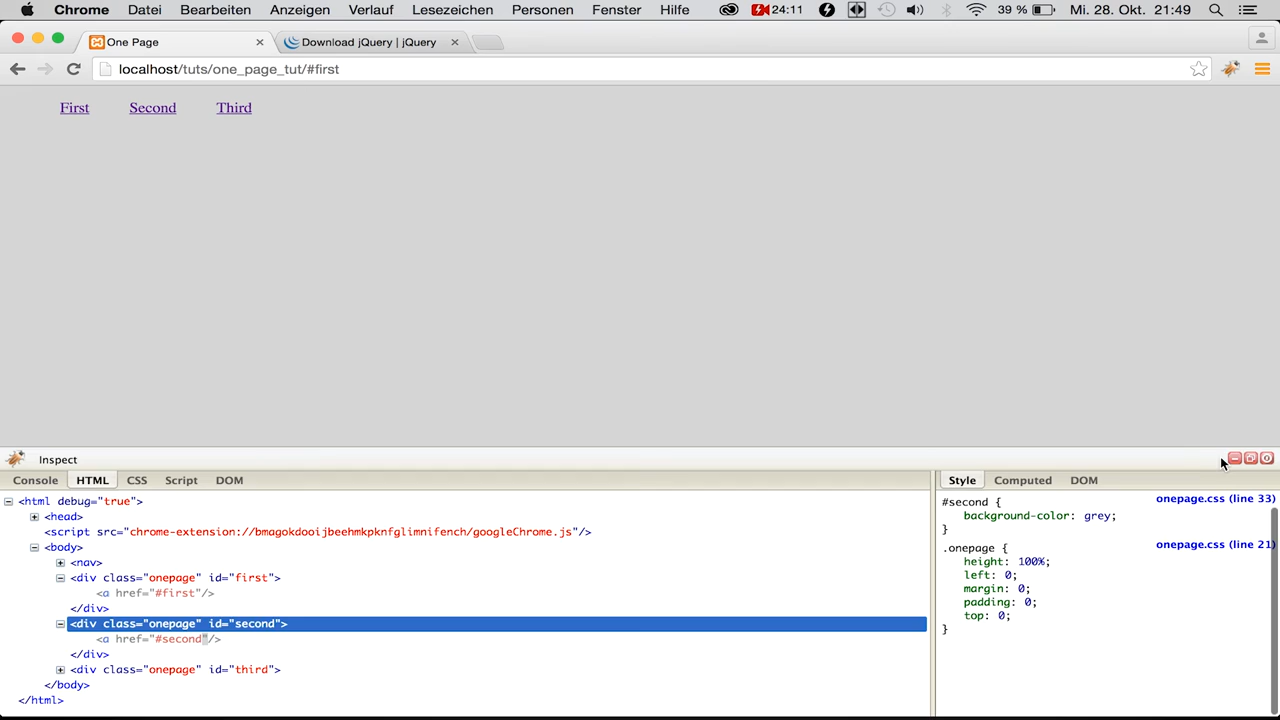 Chrome Datei Bearbeiten Anzeigen Verlauf Lesezeichen Personen Fenster Hilfe 24:11 39 % Mi. 28. Okt. 21:49
One Page Download jQuery | jQuery
localhost/tuts/one_page_tut/#first
First Second Third
Inspect
Console HTML CSS Script DOM
<html debug="true">
<head>
<script src="chrome-extension://bmagokdooijbeehmkpknfglimnifench/googleChrome.js"/>
<body>
<nav>
<div class="onepage" id="first">
<a href="#first"/>
</div>
<div class="onepage" id="second">
<a href="#second"/>
</div>
<div class="onepage" id="third">
</body>
</html>
Style Computed DOM
#second { onepage.css (line 33)
background-color: grey;
}
.onepage { onepage.css (line 21)
height: 100%;
left: 0;
margin: 0;
padding: 0;
top: 0;
}